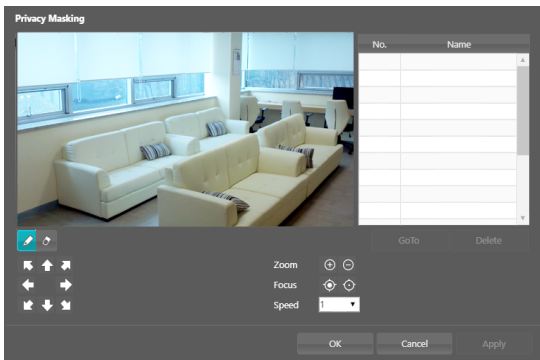 Privacy Masking
No. Name
GoTo Delete
Zoom
Focus
Speed 1
OK Cancel Apply